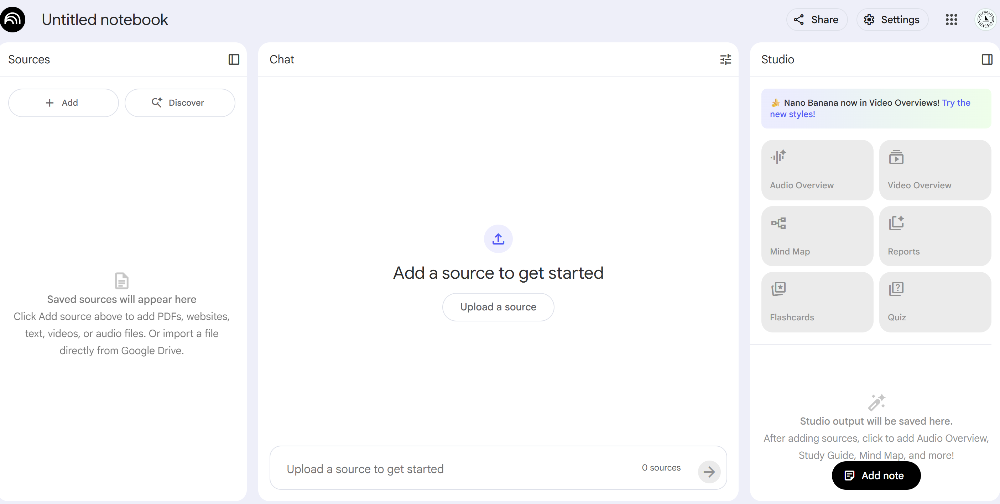 Untitled notebook
Share
Settings
Sources
Add
Discover
Saved sources will appear here
Click Add source above to add PDFs, websites,
text, videos, or audio files. Or import a file
directly from Google Drive.
Chat
Add a source to get started
Upload a source
Upload a source to get started
0 sources
Studio
🍌 Nano Banana now in Video Overviews! Try the
new styles!
Audio Overview
Video Overview
Mind Map
Reports
Flashcards
Quiz
Studio output will be saved here.
After adding sources, click to add Audio Overview,
Study Guide, Mind Map, and more!
Add note